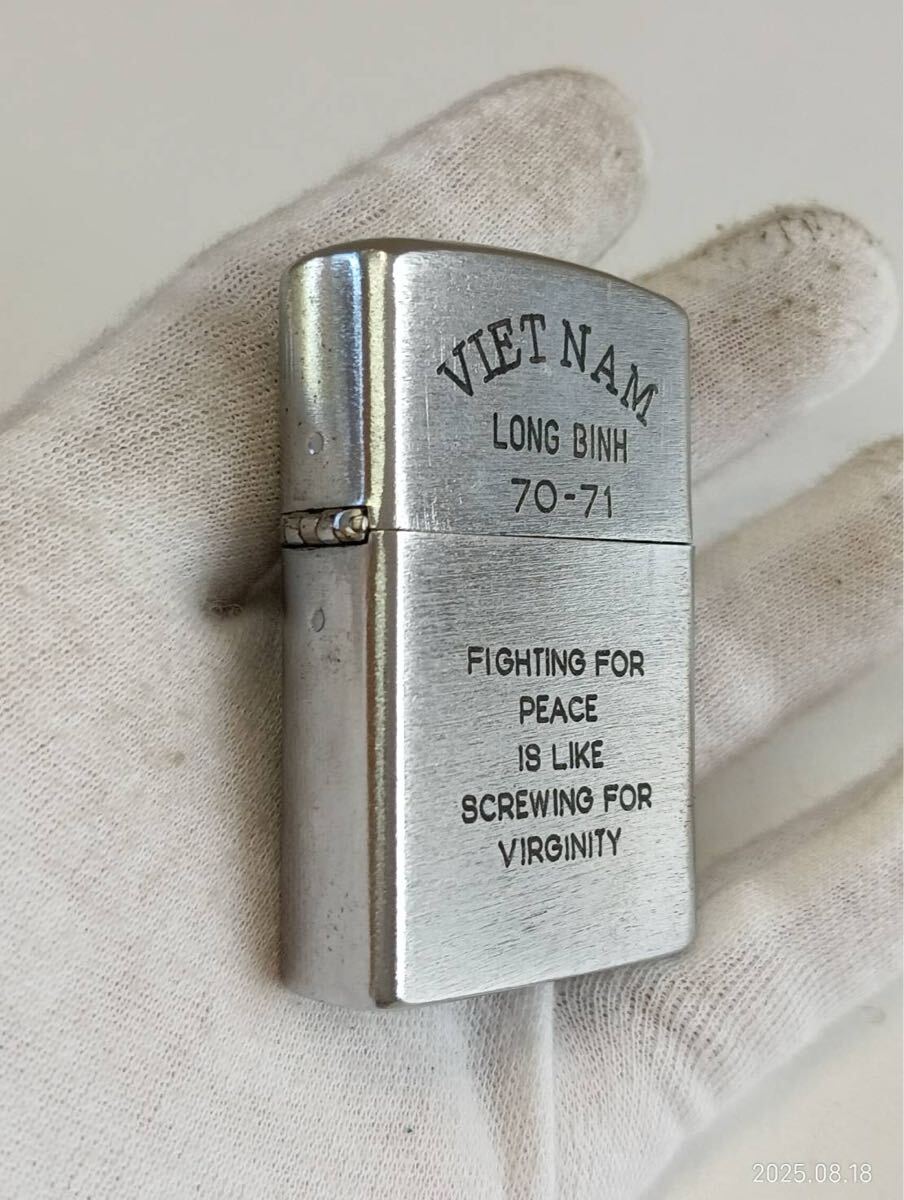 VIET NAM
LONG BINH
70-71
FIGHTING FOR
PEACE
IS LIKE
SCREWING FOR
VIRGINITY
2025.08.18